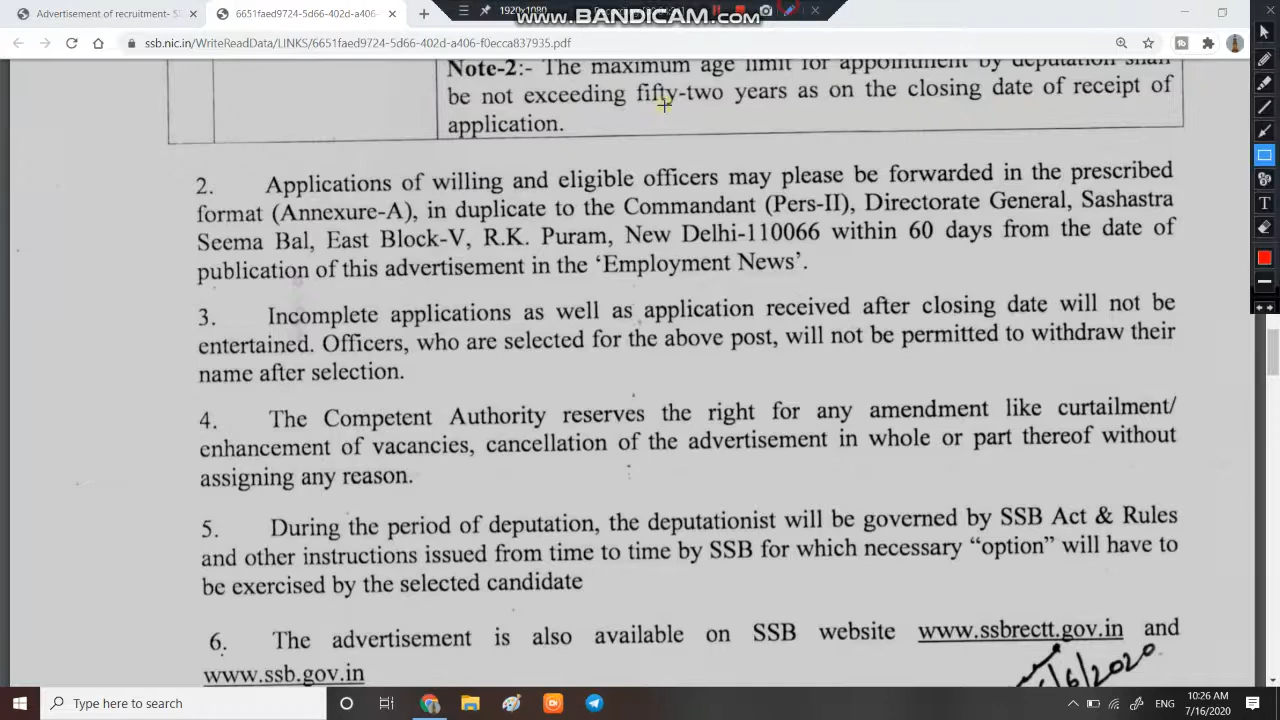 Advertisement of recruitment- S
6651faed9724-5d66-402d-a406-
1920x1080
www.BANDICAM.com
ssb.nic.in/WriteReadData/LINKS/6651faed9724-5d66-402d-a406-f0ecca837935.pdf
Note-2:- The maximum age limit for appointment by deputation shall
be not exceeding fifty-two years as on the closing date of receipt of
application.
2. Applications of willing and eligible officers may please be forwarded in the prescribed
format (Annexure-A), in duplicate to the Commandant (Pers-II), Directorate General, Sashastra
Seema Bal, East Block-V, R.K. Puram, New Delhi-110066 within 60 days from the date of
publication of this advertisement in the ‘Employment News’.
3. Incomplete applications as well as application received after closing date will not be
entertained. Officers, who are selected for the above post, will not be permitted to withdraw their
name after selection.
4. The Competent Authority reserves the right for any amendment like curtailment/
enhancement of vacancies, cancellation of the advertisement in whole or part thereof without
assigning any reason.
5. During the period of deputation, the deputationist will be governed by SSB Act & Rules
and other instructions issued from time to time by SSB for which necessary “option” will have to
be exercised by the selected candidate
6. The advertisement is also available on SSB website www.ssbrectt.gov.in and
www.ssb.gov.in
/6/2020
Type here to search
ENG
10:26 AM
7/16/2020